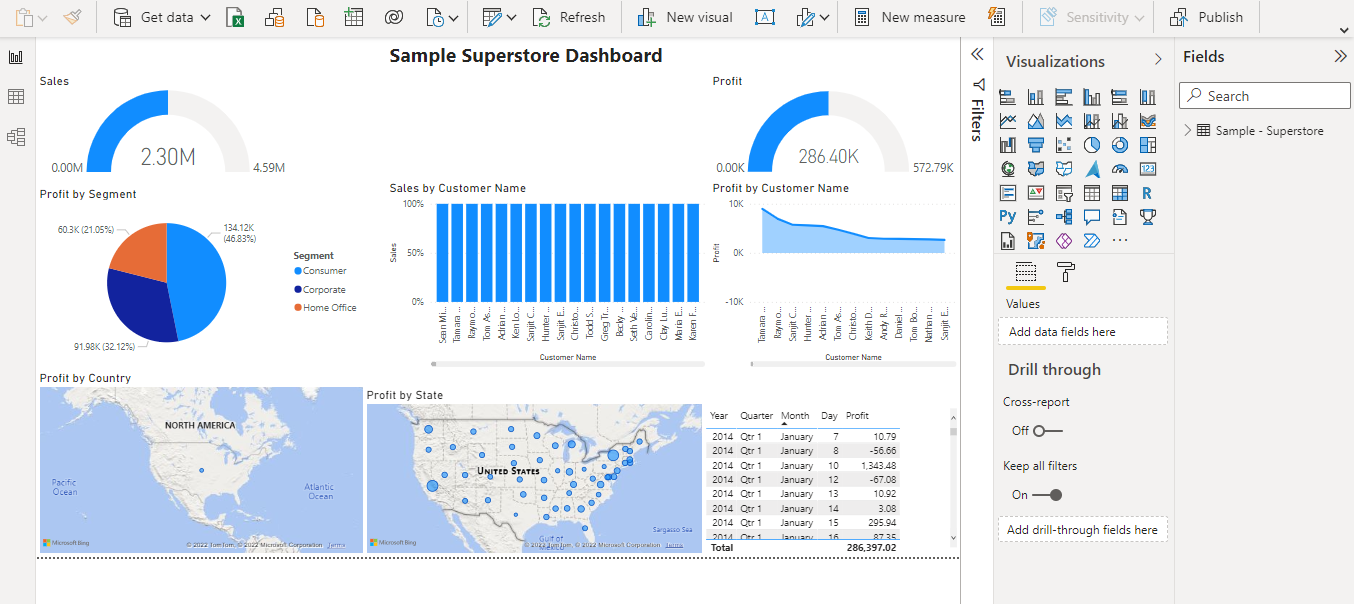 Get data
Refresh
New visual
A
New measure
Sensitivity
Publish
Sample Superstore Dashboard
Sales
2.30M
0.00M
4.59M
Profit
286.40K
0.00K
572.79K
Profit by Segment
134.12K
(46.83%)
60.3K (21.05%)
91.98K (32.12%)
Segment
Consumer
Corporate
Home Office
Sales by Customer Name
100%
50%
0%
Sales
Sean Mi...
Tamara ...
Raymo...
Tom As...
Adrian ...
Ken Lo...
Sanjit C...
Hunter ...
Sanjit E...
Christo...
Todd S...
Greg Tr...
Becky ...
Seth Ve...
Carolin...
Clay Lu...
Maria E...
Karen F...
Customer Name
Profit by Customer Name
10K
0K
-10K
Profit
Tamara ...
Raymo...
Sanjit C...
Hunter ...
Adrian ...
Tom As...
Christo...
Keith D...
Andy R...
Daniel ...
Tom Bo...
Nathan ...
Sanjit E...
Customer Name
Profit by Country
NORTH AMERICA
Pacific
Ocean
Atlantic
Ocean
Microsoft Bing
© 2022 TomTom, © 2022 Microsoft Corporation Terms
Profit by State
UNITED STATES
Gulf of
Mexico
Sargasso Sea
Microsoft Bing
© 2022 TomTom, © 2022 Microsoft Corporation Terms
Year Quarter Month Day Profit
2014 Qtr 1 January 7 10.79
2014 Qtr 1 January 8 -56.66
2014 Qtr 1 January 10 1,343.48
2014 Qtr 1 January 12 -67.08
2014 Qtr 1 January 13 10.92
2014 Qtr 1 January 14 3.08
2014 Qtr 1 January 15 295.94
2014 Qtr 1 January 16 87.35
Total 286,397.02
Filters
Visualizations
123
R
Py
...
Values
Add data fields here
Drill through
Cross-report
Off
Keep all filters
On
Add drill-through fields here
Fields
Search
Sample - Superstore